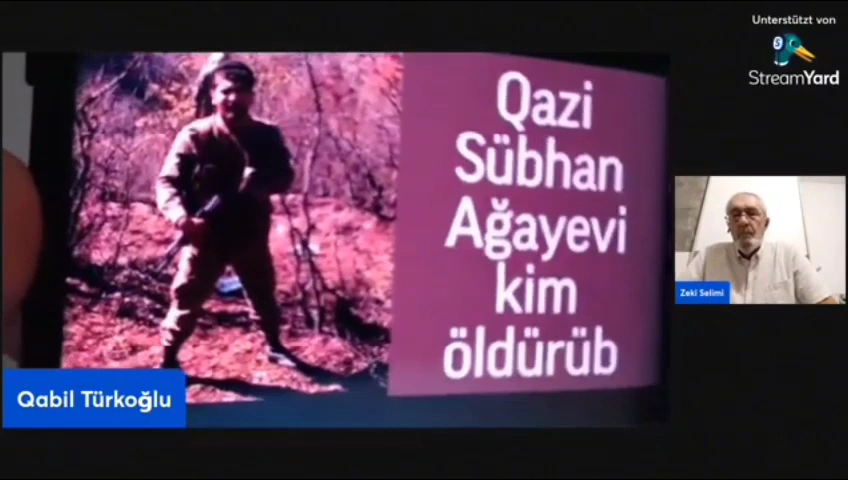 Unterstützt von
StreamYard
Qazi
Sübhan
Ağayevi
kim
öldürüb
Zeki Selimi
Qabil Türkoğlu